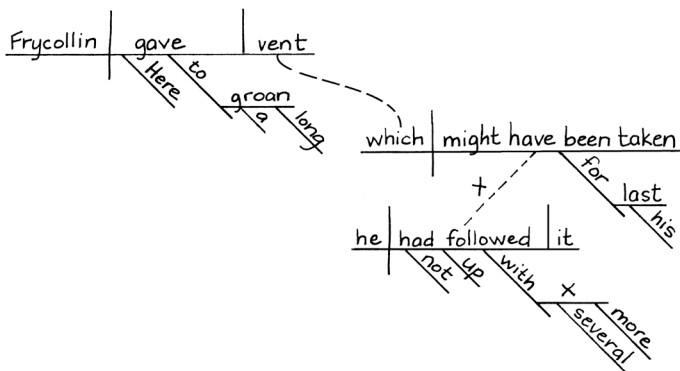 Frycollin gave vent
Here to
groan
a long
which might have been taken
for last
his
x
he had followed it
not up with
x
several more